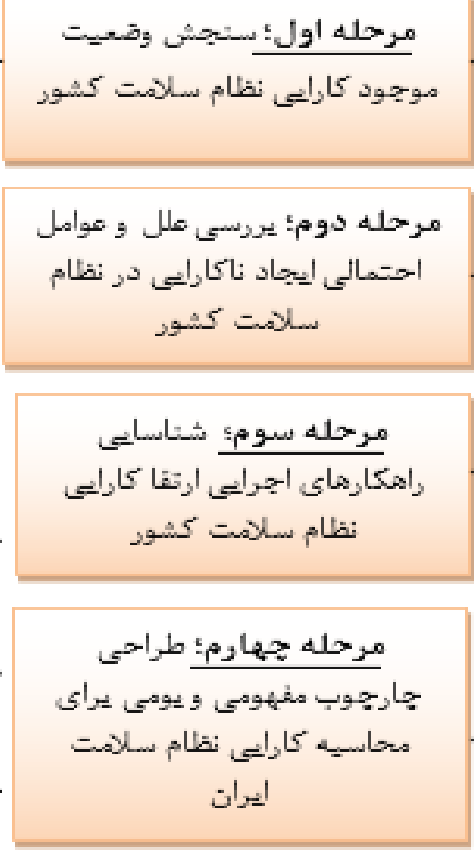 مرحله اول؛ سنجش وضعیت
موجود کارایی نظام سلامت کشور
مرحله دوم؛ بررسی علل و عوامل
احتمالی ایجاد ناکارایی در نظام
سلامت کشور
مرحله سوم؛ شناسایی
راهکارهای اجرایی ارتقا کارایی
نظام سلامت کشور
مرحله چهارم؛ طراحی
چارچوب مفهومی و بومی برای
محاسبه کارایی نظام سلامت
ایران